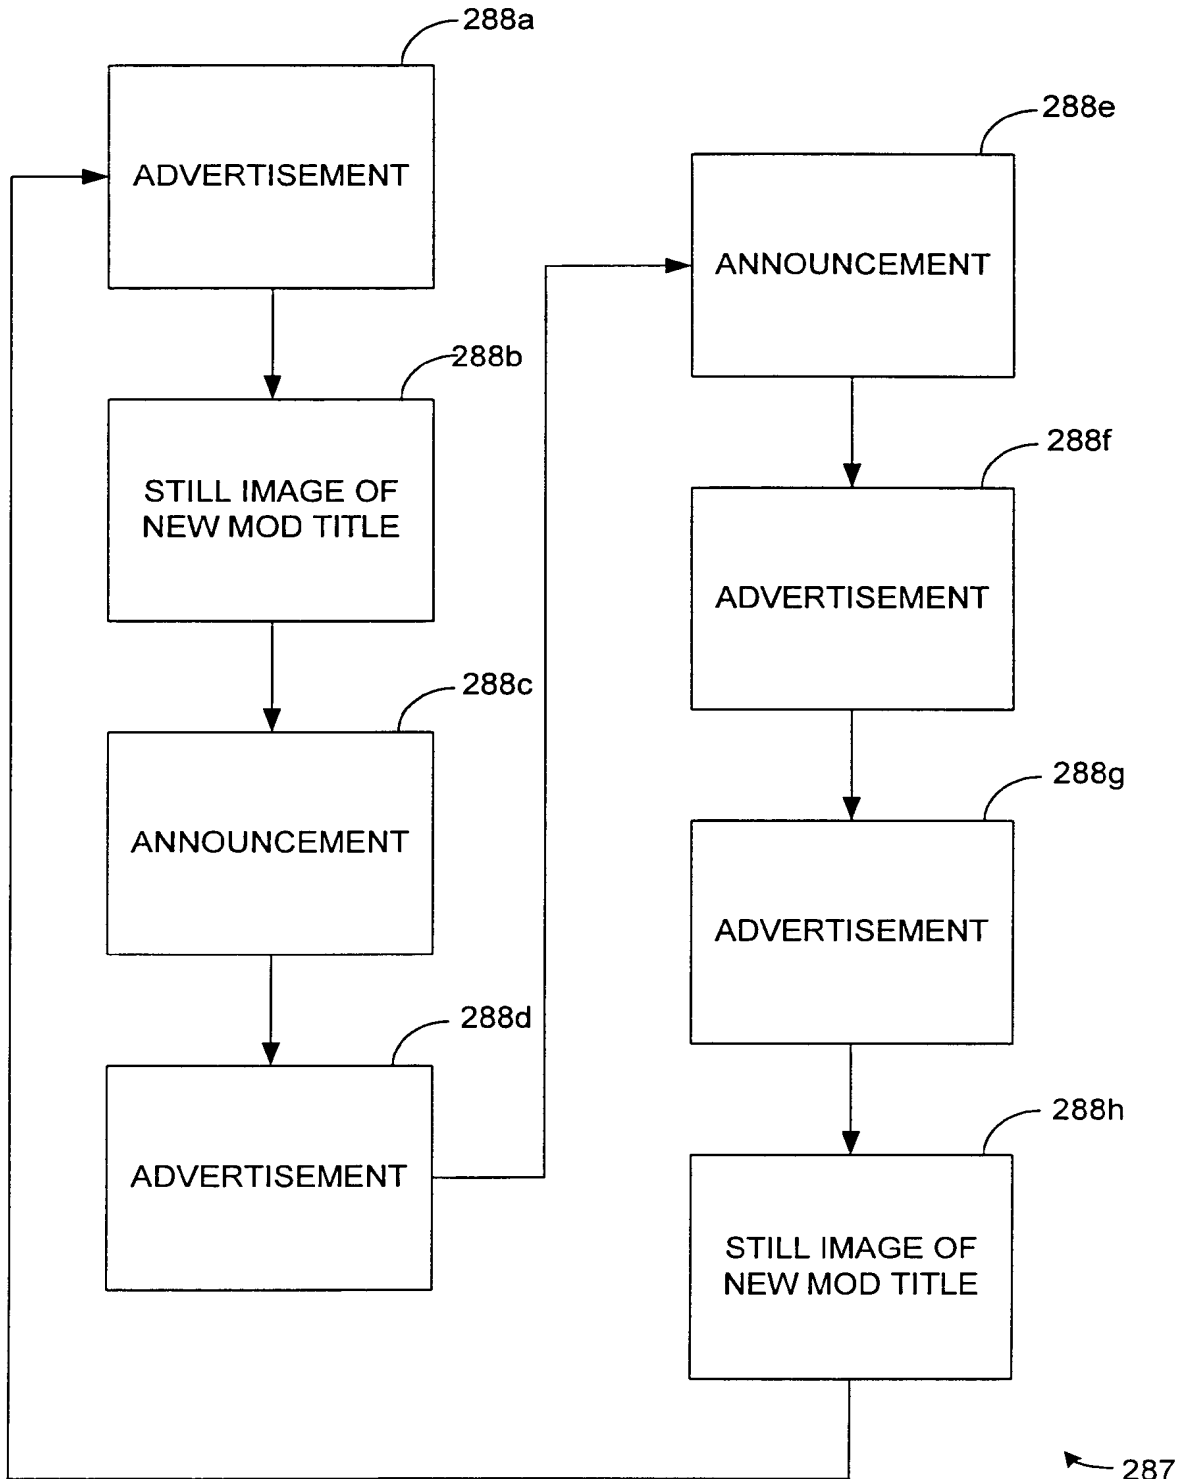 288a
ADVERTISEMENT
288b
STILL IMAGE OF
NEW MOD TITLE
288c
ANNOUNCEMENT
288d
ADVERTISEMENT
288e
ANNOUNCEMENT
288f
ADVERTISEMENT
288g
ADVERTISEMENT
288h
STILL IMAGE OF
NEW MOD TITLE
287